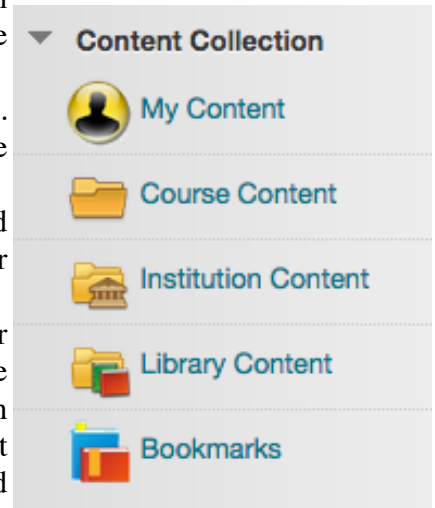 Content Collection
My Content
Course Content
Institution Content
Library Content
Bookmarks